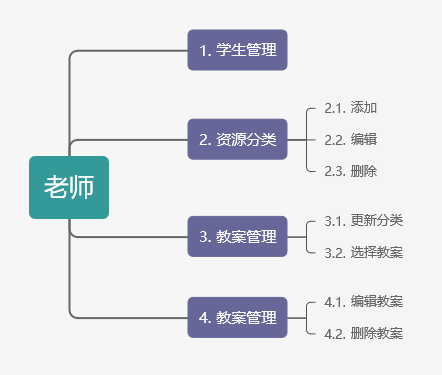 老师
1. 学生管理
2. 资源分类
2.1. 添加
2.2. 编辑
2.3. 删除
3. 教案管理
3.1. 更新分类
3.2. 选择教案
4. 教案管理
4.1. 编辑教案
4.2. 删除教案